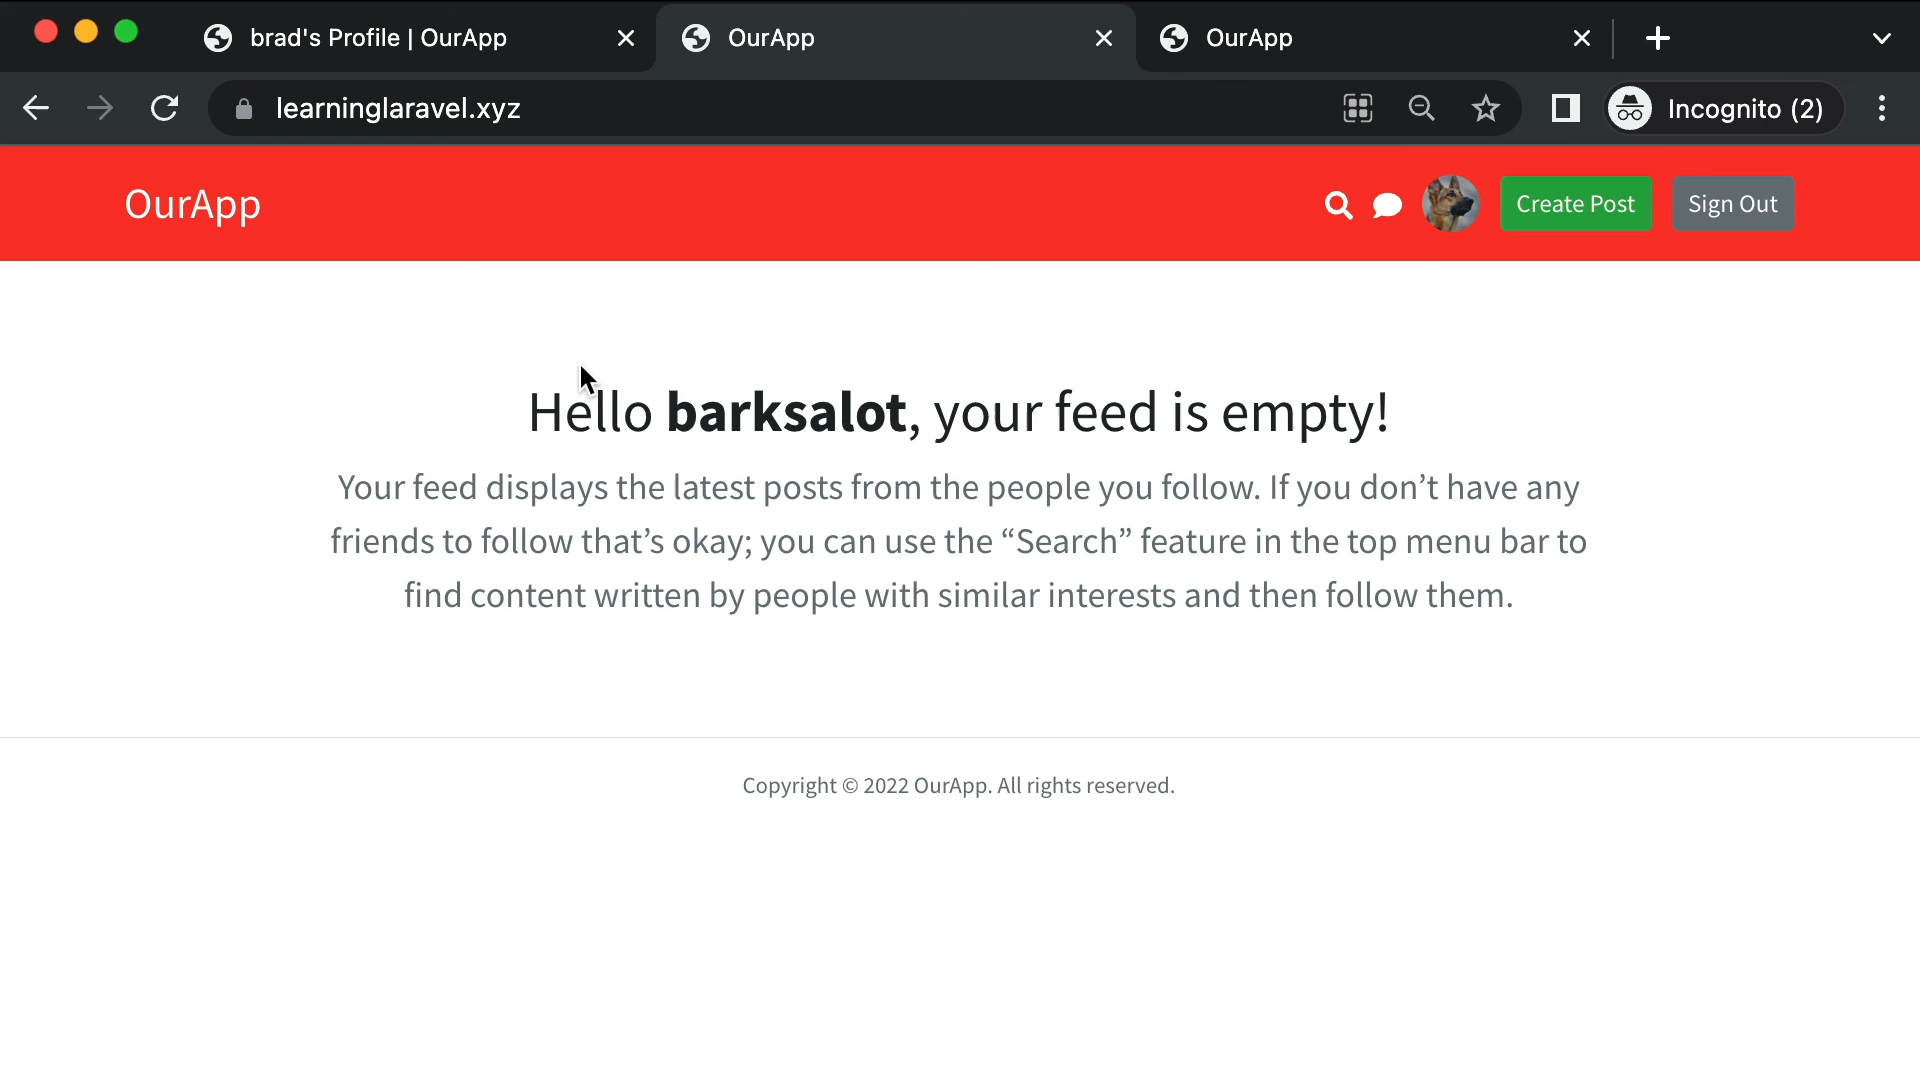 brad's Profile | OurApp
OurApp
OurApp
learninglaravel.xyz
Incognito (2)
OurApp
Create Post
Sign Out
Hello barksalot, your feed is empty!
Your feed displays the latest posts from the people you follow. If you don’t have any
friends to follow that’s okay; you can use the “Search” feature in the top menu bar to
find content written by people with similar interests and then follow them.
Copyright © 2022 OurApp. All rights reserved.